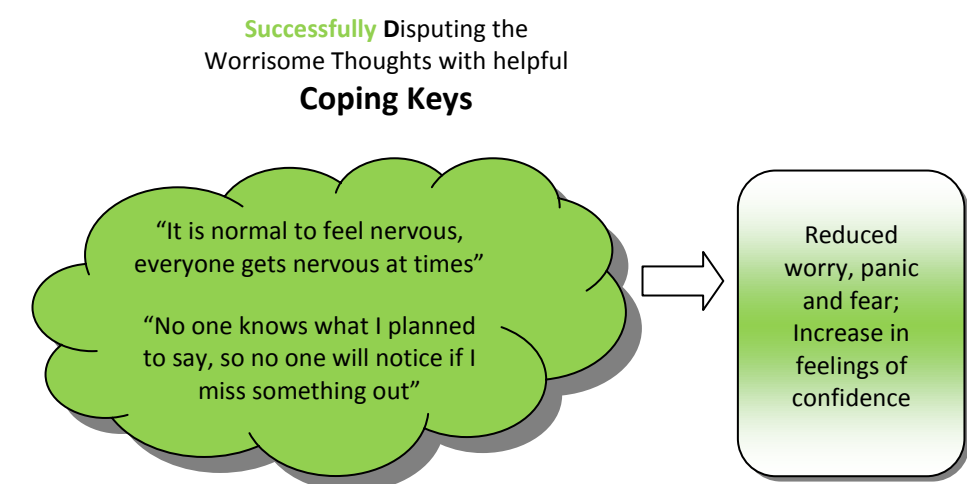 Successfully Disputing the
Worrisome Thoughts with helpful
Coping Keys
“It is normal to feel nervous,
everyone gets nervous at times”
“No one knows what I planned
to say, so no one will notice if I
miss something out”
Reduced
worry, panic
and fear;
Increase in
feelings of
confidence